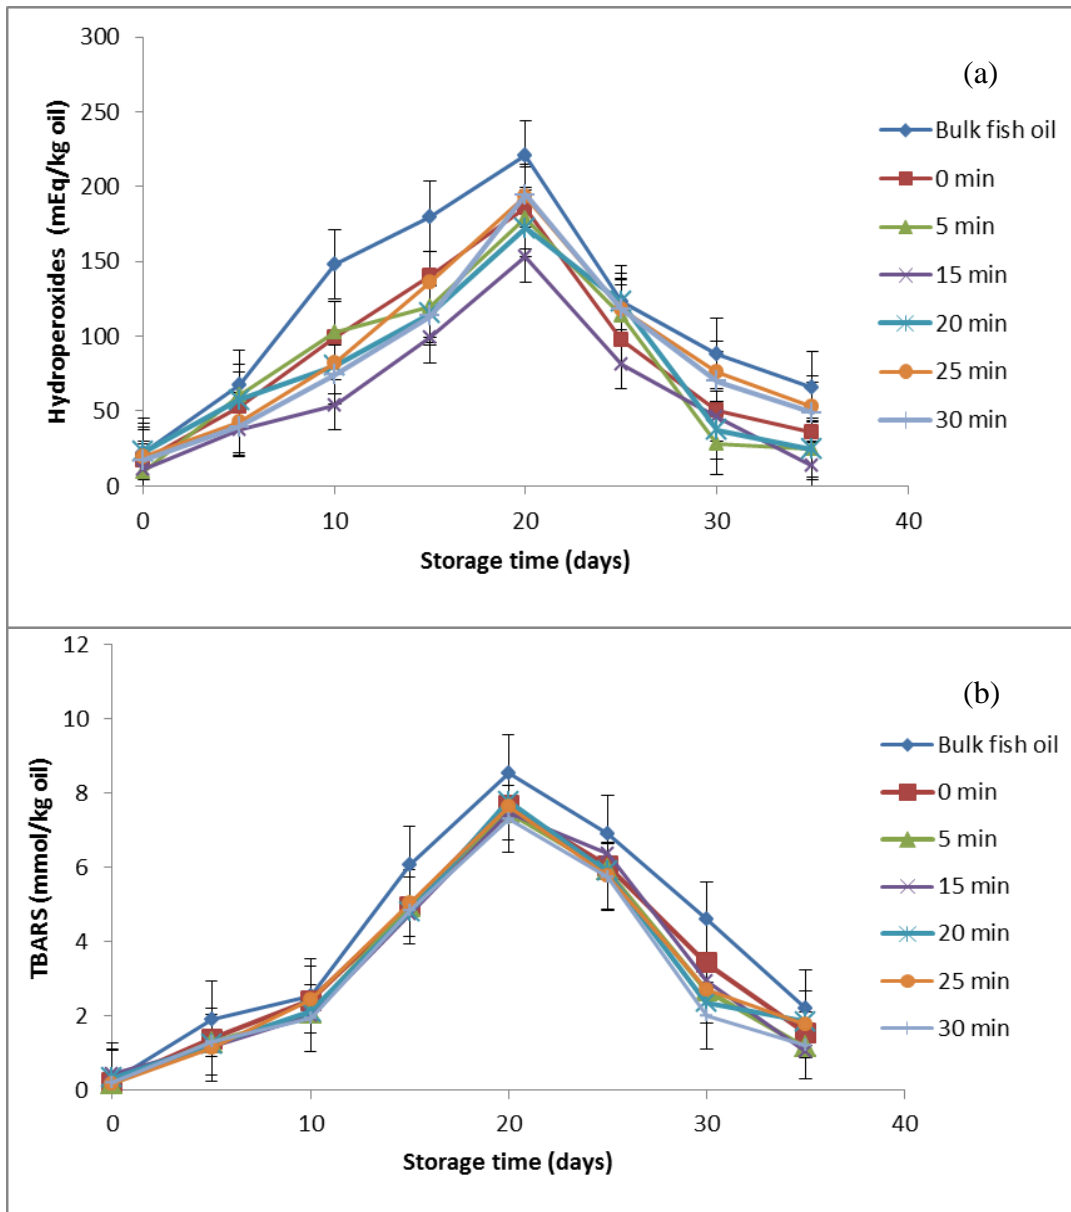 (a)
Hydroperoxides (mEq/kg oil)
300
250
200
150
100
50
0
0 10 20 30 40
Storage time (days)
Bulk fish oil
0 min
5 min
15 min
20 min
25 min
30 min
(b)
TBARS (mmol/kg oil)
12
10
8
6
4
2
0
0 10 20 30 40
Storage time (days)
Bulk fish oil
0 min
5 min
15 min
20 min
25 min
30 min